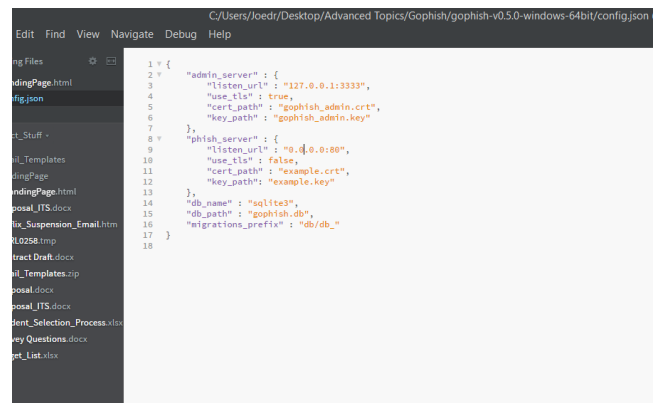 C:/Users/Joedr/Desktop/Advanced Topics/Gophish/gophish-v0.5.0-windows-64bit/config.json
Edit Find View Navigate Debug Help
ng Files
ndingPage.html
nfig.json
ct_Stuff
ail_Templates
dingPage
ndingPage.html
posal_ITS.docx
flix_Suspension_Email.htm
RL0258.tmp
tract Draft.docx
ail_Templates.zip
posal.docx
posal_ITS.docx
dent_Selection_Process.xlsx
vey Questions.docx
get_List.xlsx
1 {
2 "admin_server" : {
3 "listen_url" : "127.0.0.1:3333",
4 "use_tls" : true,
5 "cert_path" : "gophish_admin.crt",
6 "key_path" : "gophish_admin.key"
7 },
8 "phish_server" : {
9 "listen_url" : "0.0.0.0:80",
10 "use_tls" : false,
11 "cert_path" : "example.crt",
12 "key_path": "example.key"
13 },
14 "db_name" : "sqlite3",
15 "db_path" : "gophish.db",
16 "migrations_prefix" : "db/db_"
17 }
18